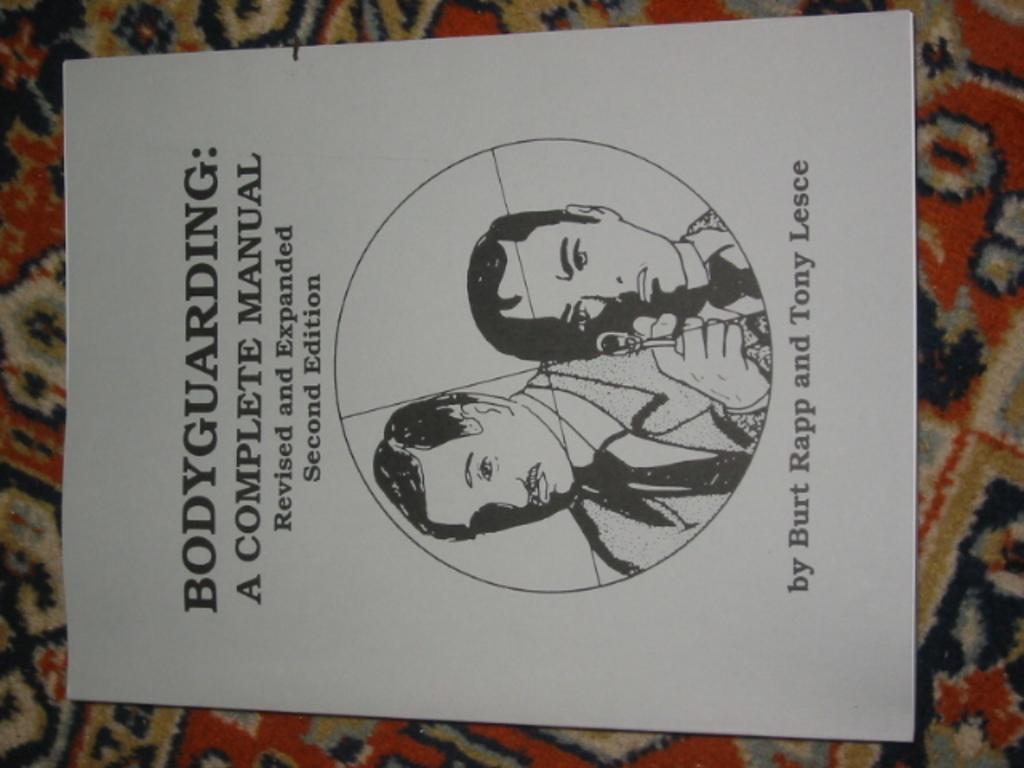 BODYGUARDING:
A COMPLETE MANUAL
Revised and Expanded
Second Edition
by Burt Rapp and Tony Lesce